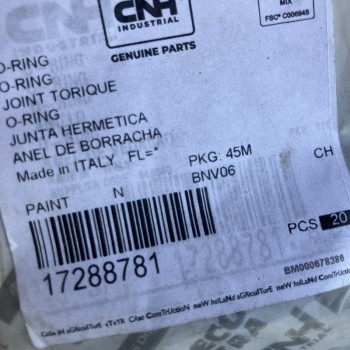 MIX
FSC® C006945
CNH
INDUSTRIAL
GENUINE PARTS
O-RING
O-RING
JOINT TORIQUE
O-RING
JUNTA HERMETICA
ANEL DE BORRACHA
Made in ITALY FL=*
PKG: 45M CH
BNV06
PAINT N
PCS 20
17288781
BM000678386